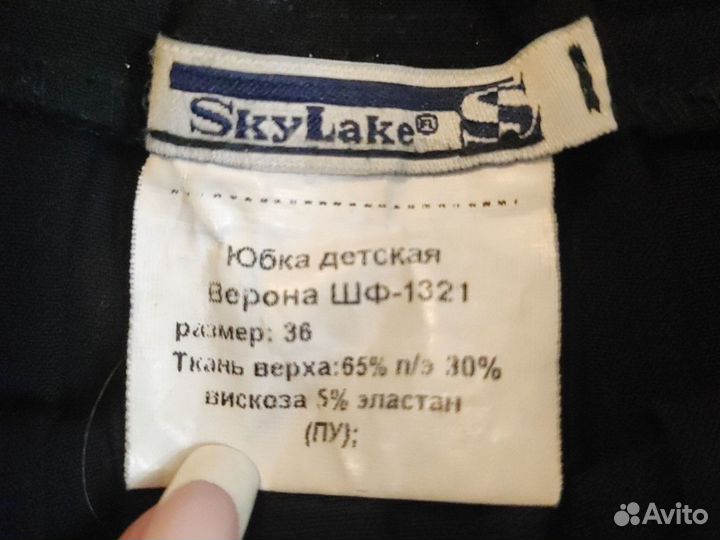 SkyLake®
Юбка детская
Верона ШФ-1321
размер: 36
Ткань верха:65% п/э 30%
вискоза 5% эластан
(ПУ);
Avito